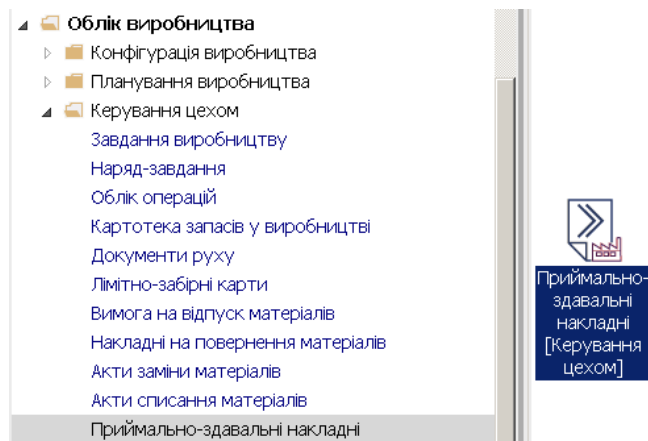 Облік виробництва
Конфігурація виробництва
Планування виробництва
Керування цехом
Завдання виробництву
Наряд-завдання
Облік операцій
Картотека запасів у виробництві
Документи руху
Лімітно-забірні карти
Вимога на відпуск матеріалів
Накладні на повернення матеріалів
Акти заміни матеріалів
Акти списання матеріалів
Приймально-здавальні накладні
Приймально-
здавальні
накладні
[Керування
цехом]